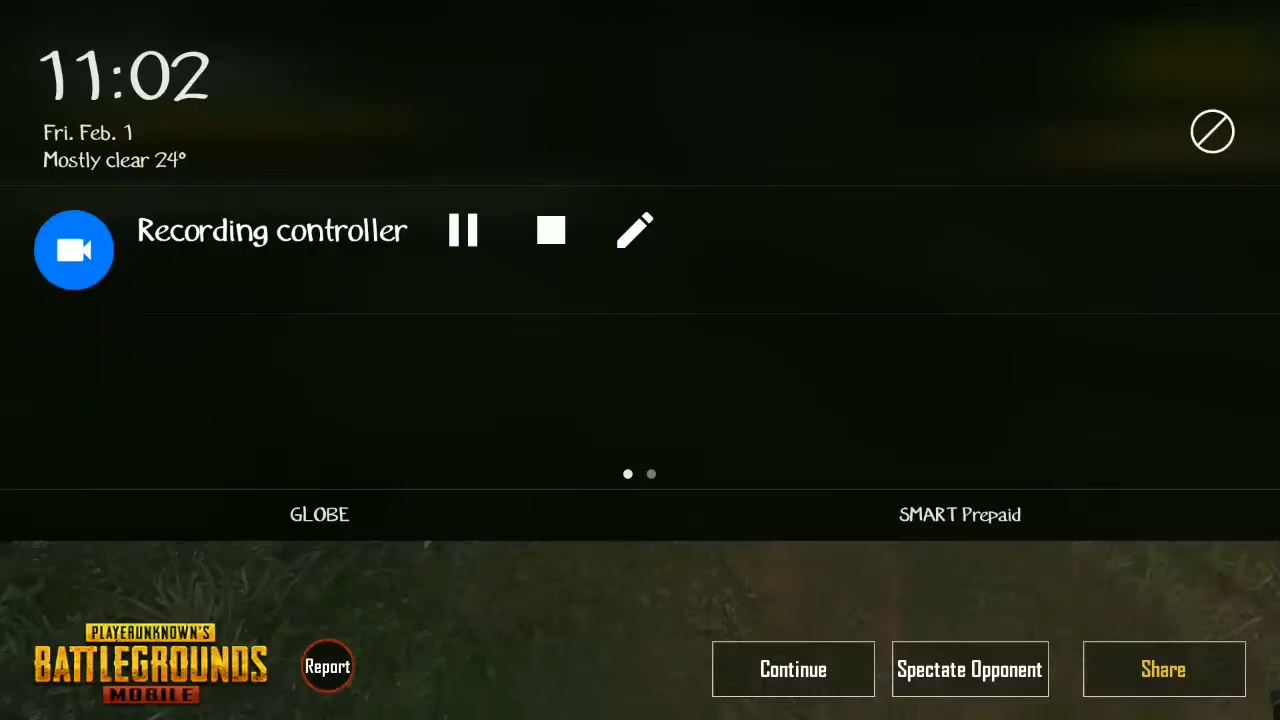 11:02
Fri. Feb. 1
Mostly clear 24°
Recording controller
GLOBE
SMART Prepaid
PLAYERUNKNOWN'S
BATTLEGROUNDS
MOBILE
Report
Continue
Spectate Opponent
Share